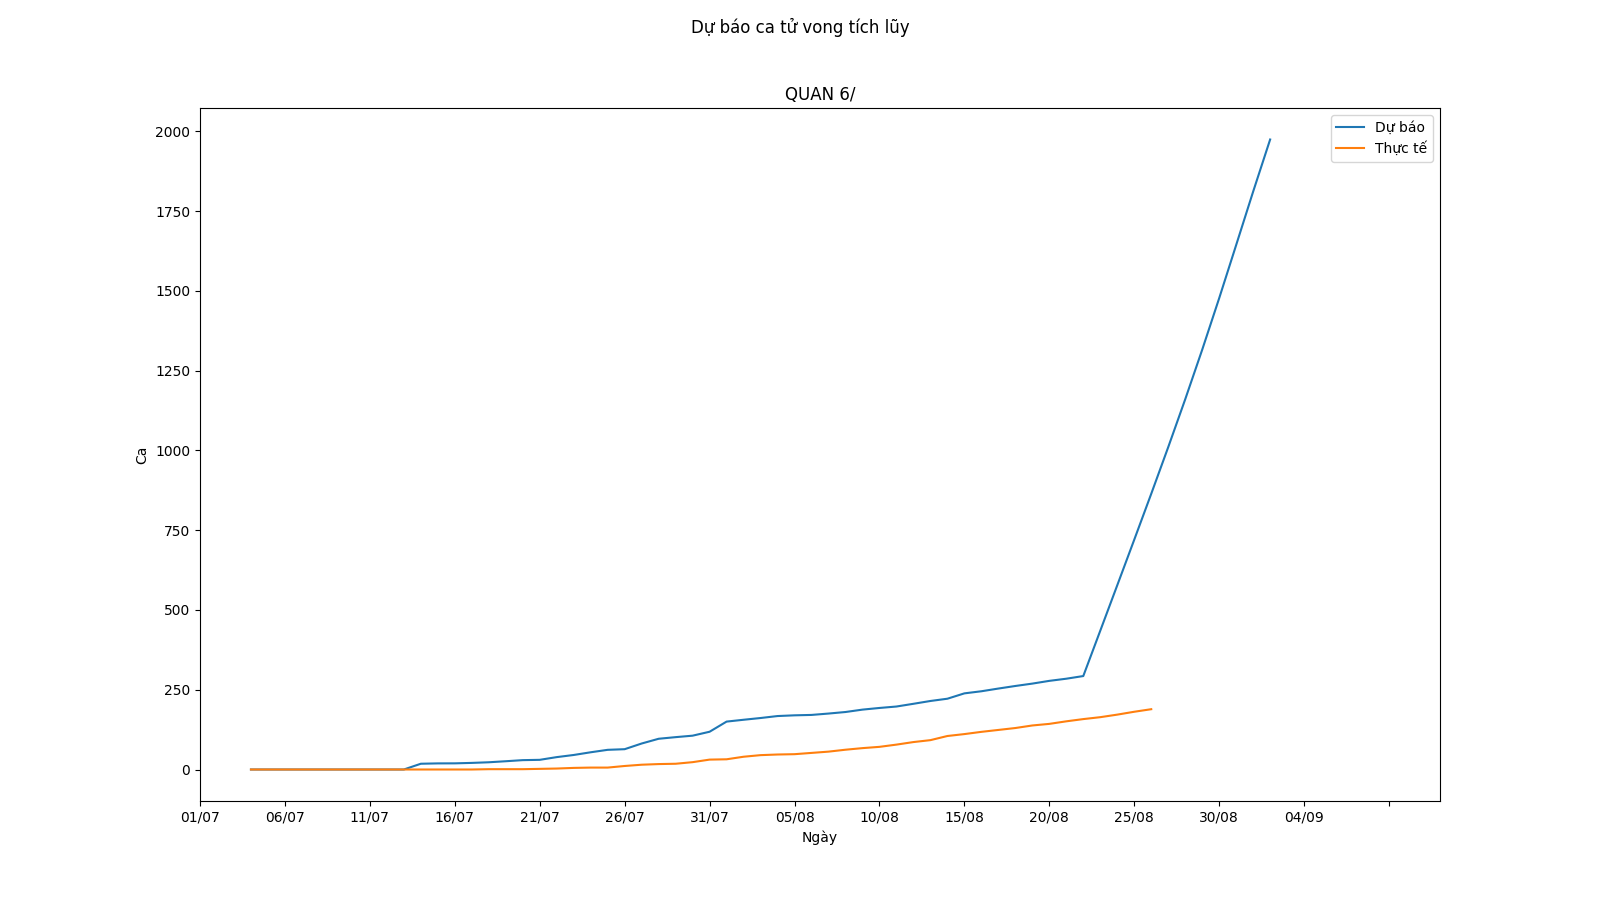 Dự báo ca tử vong tích lũy
QUAN 6/
Dự báo
Thực tế
2000
1750
1500
1250
1000
750
500
250
0
Ca
01/07 06/07 11/07 16/07 21/07 26/07 31/07 05/08 10/08 15/08 20/08 25/08 30/08 04/09
Ngày